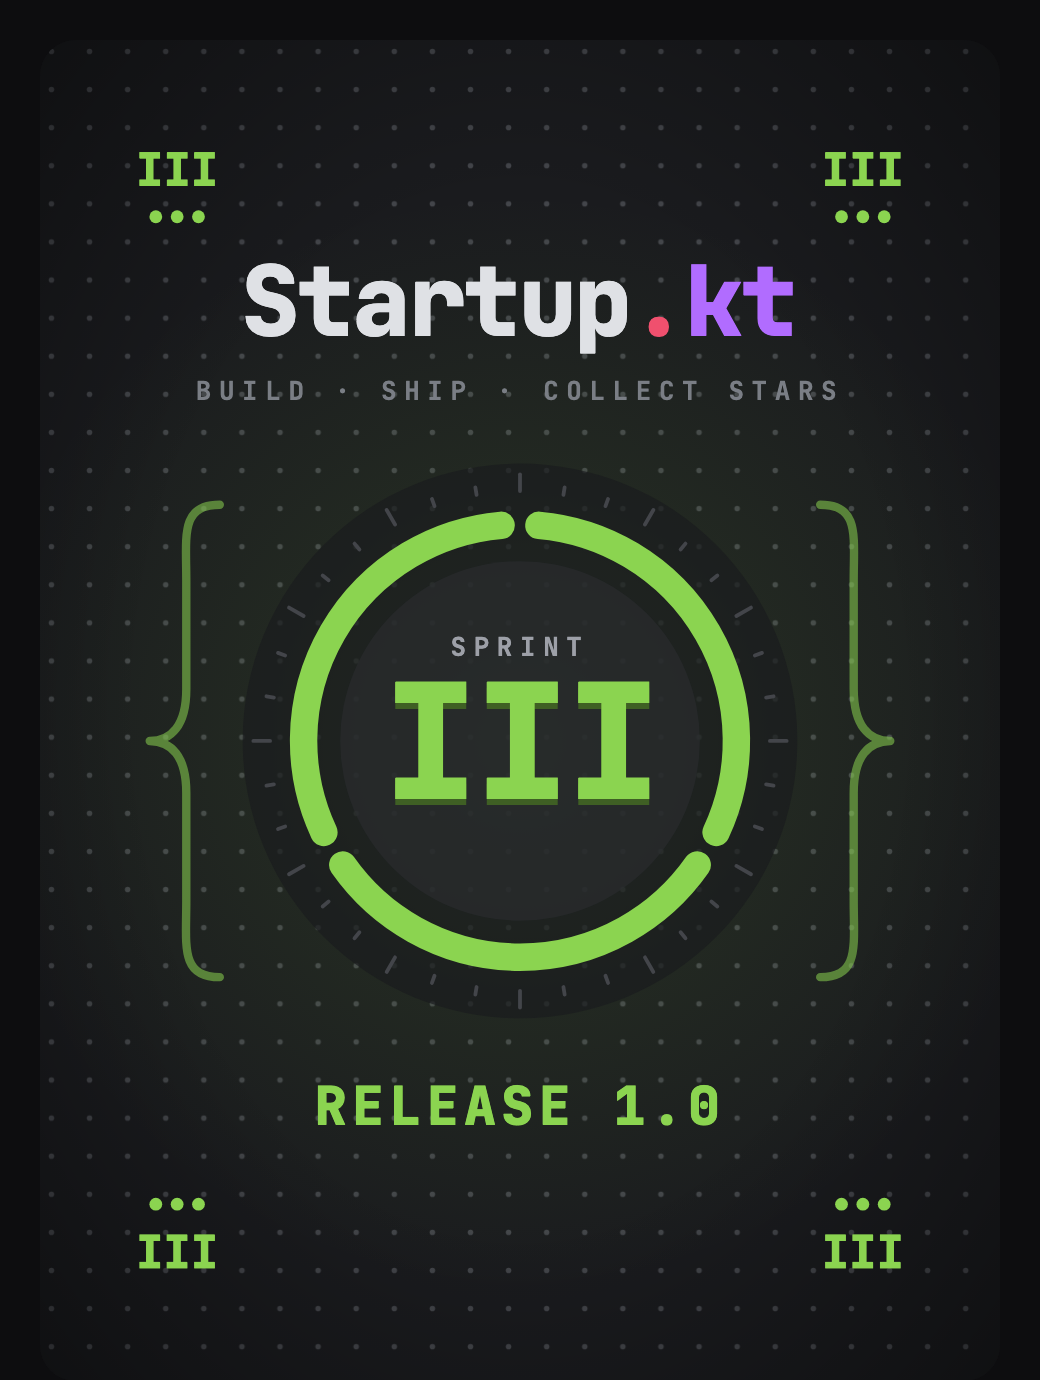 III III
Startup.kt
BUILD · SHIP · COLLECT STARS
SPRINT
III
RELEASE 1.0
III III